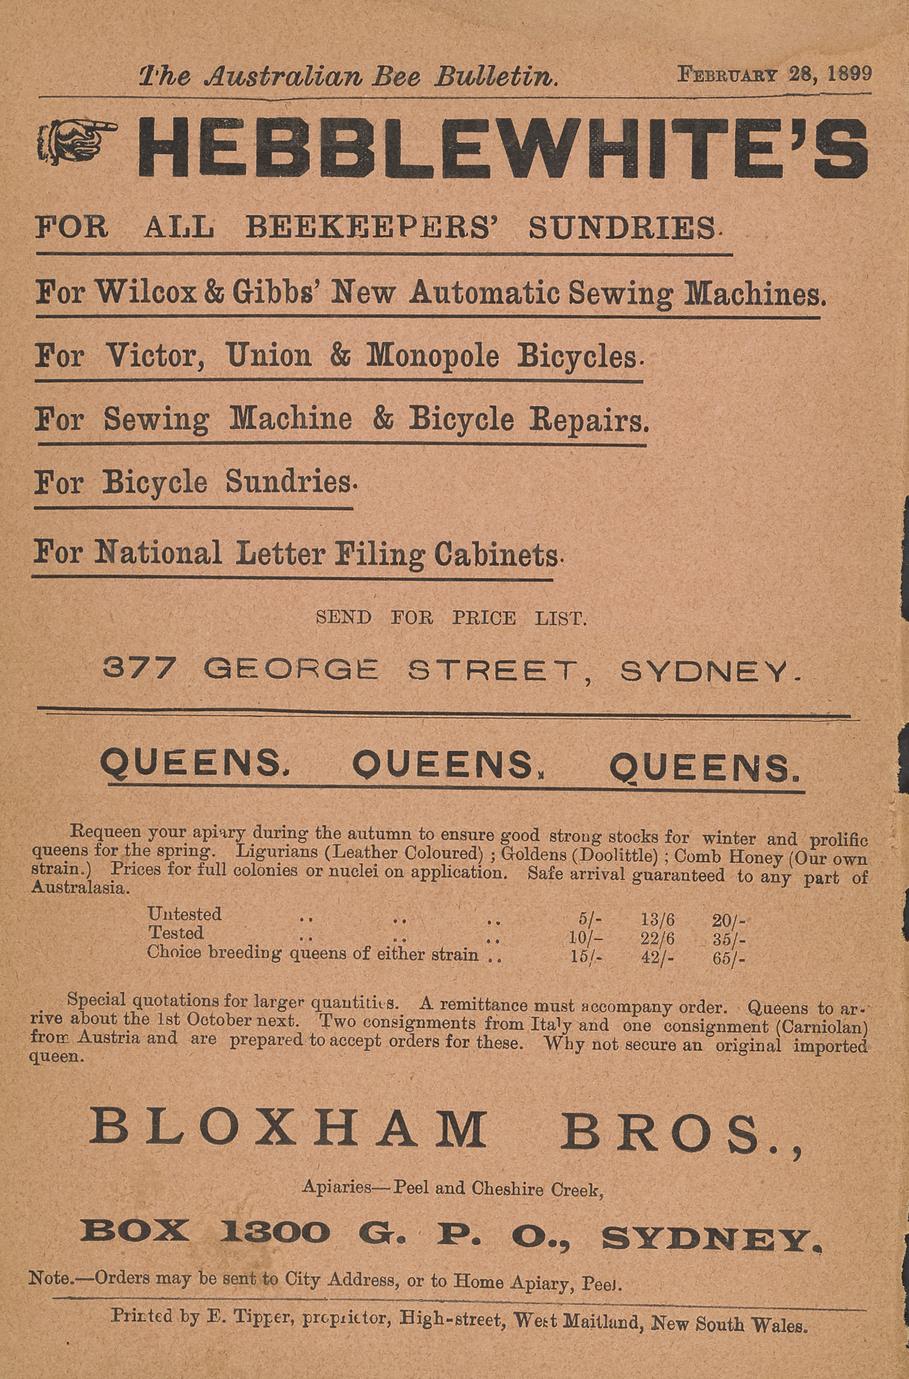 The Australian Bee Bulletin. FEBRUARY 28, 1899
HEBBLEWHITE'S
FOR ALL BEEKEEPERS' SUNDRIES.
For Wilcox & Gibbs' New Automatic Sewing Machines.
For Victor, Union & Monopole Bicycles.
For Sewing Machine & Bicycle Repairs.
For Bicycle Sundries.
For National Letter Filing Cabinets.
SEND FOR PRICE LIST.
377 GEORGE STREET, SYDNEY.
QUEENS. QUEENS. QUEENS.
Requeen your apiary during the autumn to ensure good strong stocks for winter and prolific
queens for the spring. Ligurians (Leather Coloured) ; Goldens (Doolittle) ; Comb Honey (Our own
strain.) Prices for full colonies or nuclei on application. Safe arrival guaranteed to any part of
Australasia.
Untested .. .. .. 5/- 13/6 20/-
Tested .. .. .. 10/- 22/6 35/-
Choice breeding queens of either strain .. 15/- 42/- 65/-
Special quotations for larger quantities. A remittance must accompany order. Queens to ar-
rive about the 1st October next. Two consignments from Italy and one consignment (Carniolan)
from Austria and are prepared to accept orders for these. Why not secure an original imported
queen.
BLOXHAM BROS.,
Apiaries—Peel and Cheshire Creek,
BOX 1300 G. P. O., SYDNEY.
Note.—Orders may be sent to City Address, or to Home Apiary, Peel.
Printed by E. Tipper, proprietor, High-street, West Maitland, New South Wales.